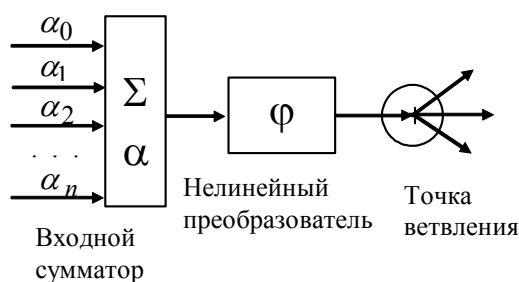 α0
α1
α2
. . . .
αn
Σ
α
φ
Входной
сумматор
Нелинейный
преобразователь
Точка
ветвления